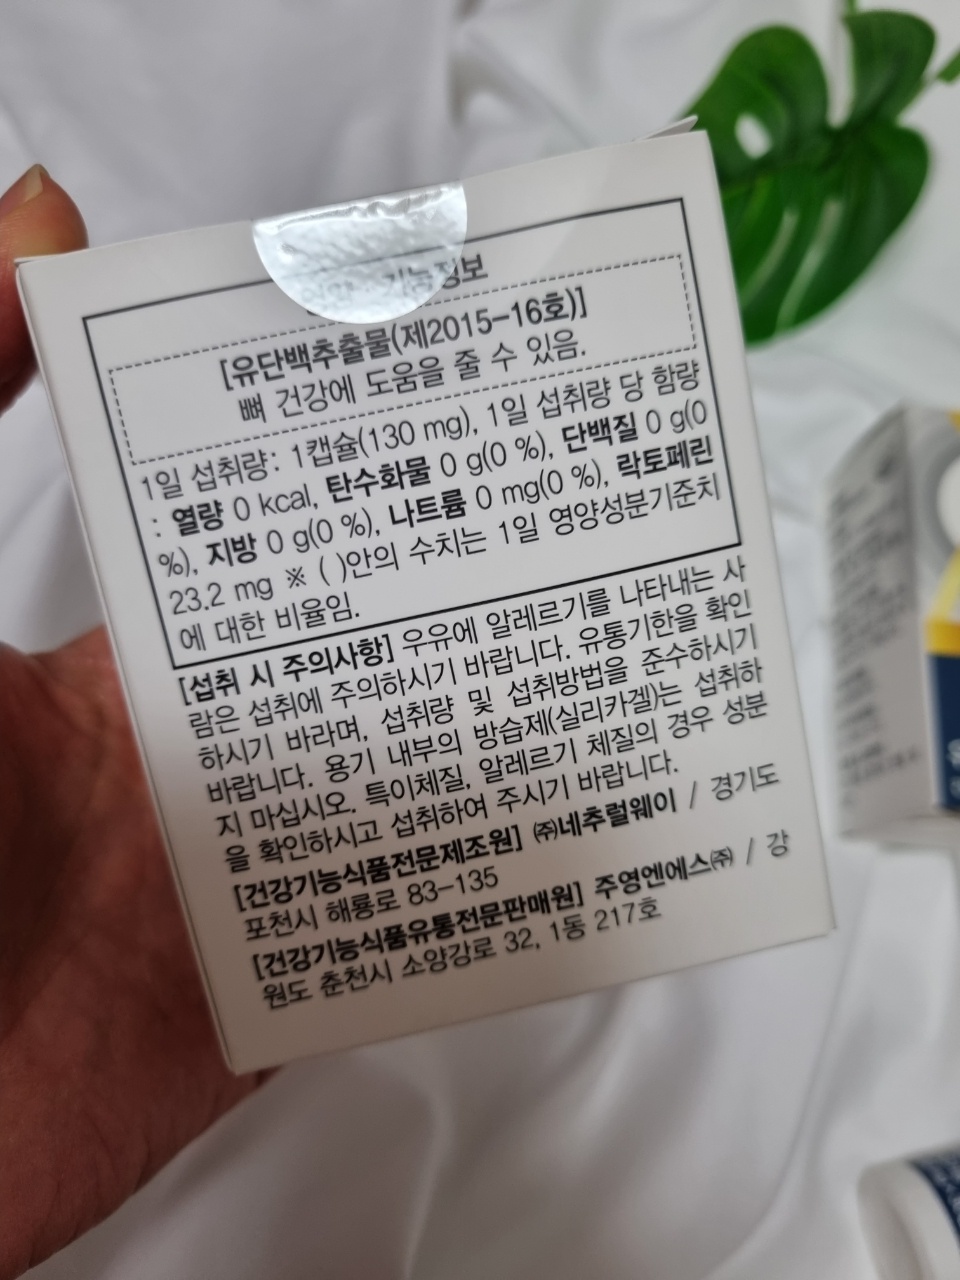 기능정보
[유단백추출물(제2015-16호)]
뼈 건강에 도움을 줄 수 있음.
1일 섭취량: 1캡슐(130 mg), 1일 섭취량 당 함량
: 열량 0 kcal, 탄수화물 0 g(0 %), 단백질 0 g(0
%), 지방 0 g(0 %), 나트륨 0 mg(0 %), 락토페린
23.2 mg ※ ( )안의 수치는 1일 영양성분기준치
에 대한 비율임.
[섭취 시 주의사항] 우유에 알레르기를 나타내는 사
람은 섭취에 주의하시기 바랍니다. 유통기한을 확인
하시기 바라며, 섭취량 및 섭취방법을 준수하시기
바랍니다. 용기 내부의 방습제(실리카겔)는 섭취하
지 마십시오. 특이체질, 알레르기 체질의 경우 성분
을 확인하시고 섭취하여 주시기 바랍니다.
[건강기능식품전문제조원] ㈜네추럴웨이 / 경기도
포천시 해룡로 83-135
[건강기능식품유통전문판매원] 주영엔에스㈜ / 강
원도 춘천시 소양강로 32, 1동 217호